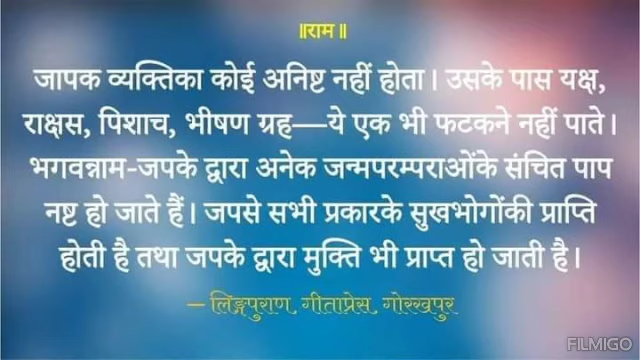 ॥राम॥
जापक व्यक्तिका कोई अनिष्ट नहीं होता। उसके पास यक्ष,
राक्षस, पिशाच, भीषण ग्रह—ये एक भी फटकने नहीं पाते।
भगवन्नाम-जपके द्वारा अनेक जन्मपरम्पराओंके संचित पाप
नष्ट हो जाते हैं। जपसे सभी प्रकारके सुखभोगोंकी प्राप्ति
होती है तथा जपके द्वारा मुक्ति भी प्राप्त हो जाती है।
— लिङ्गपुराण, गीताप्रेस, गोरखपुर
FILMIGO